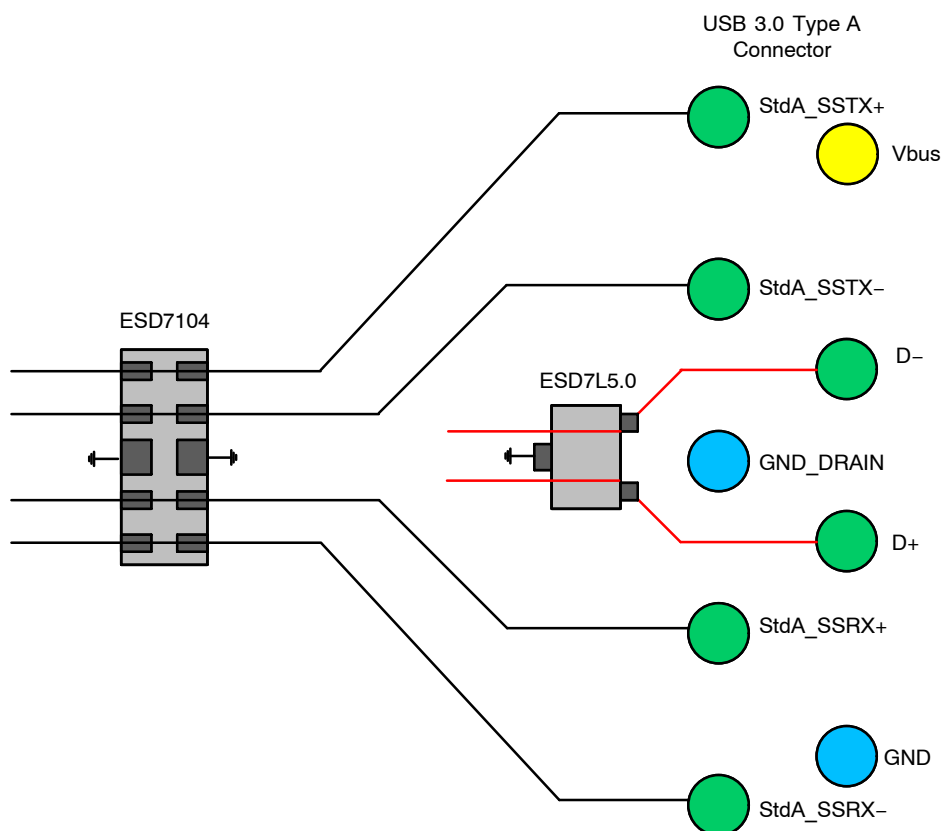 USB 3.0 Type A
Connector
StdA_SSTX+
Vbus
StdA_SSTX−
ESD7104
D−
ESD7L5.0
GND_DRAIN
D+
StdA_SSRX+
GND
StdA_SSRX−